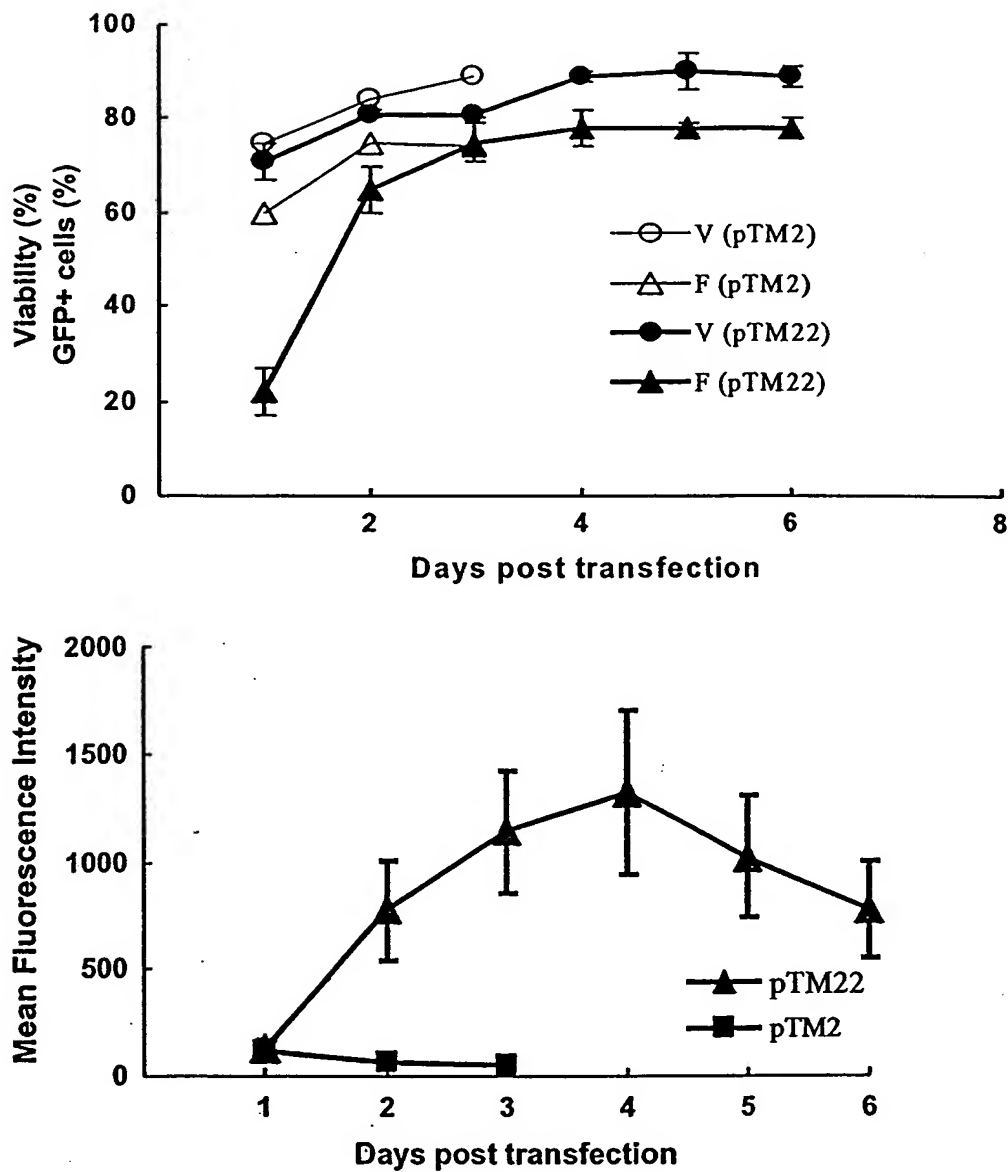 100
80
60
40
20
0
Viability (%)
GFP+ cells (%)
V (pTM2)
F (pTM2)
V (pTM22)
F (pTM22)
2 4 6 8
Days post transfection
2000
1500
1000
500
0
Mean Fluorescence Intensity
pTM22
pTM2
1 2 3 4 5 6
Days post transfection